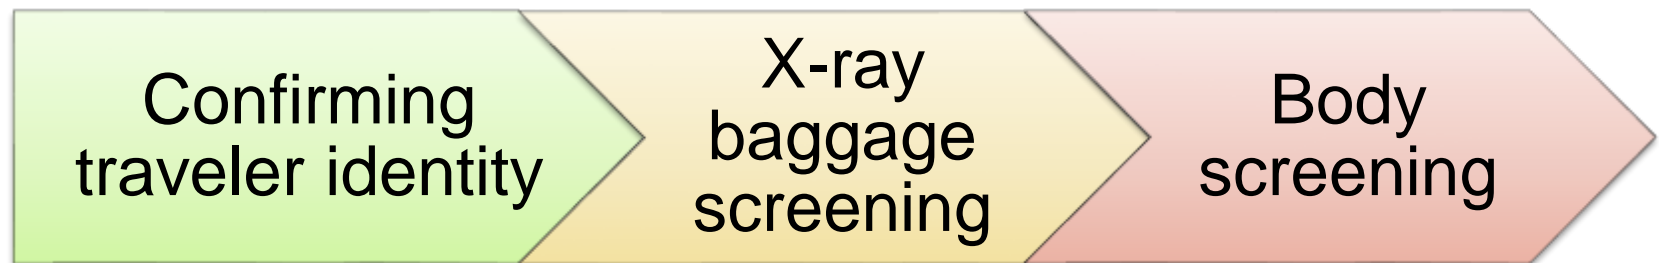 Confirming
traveler identity
X-ray
baggage
screening
Body
screening